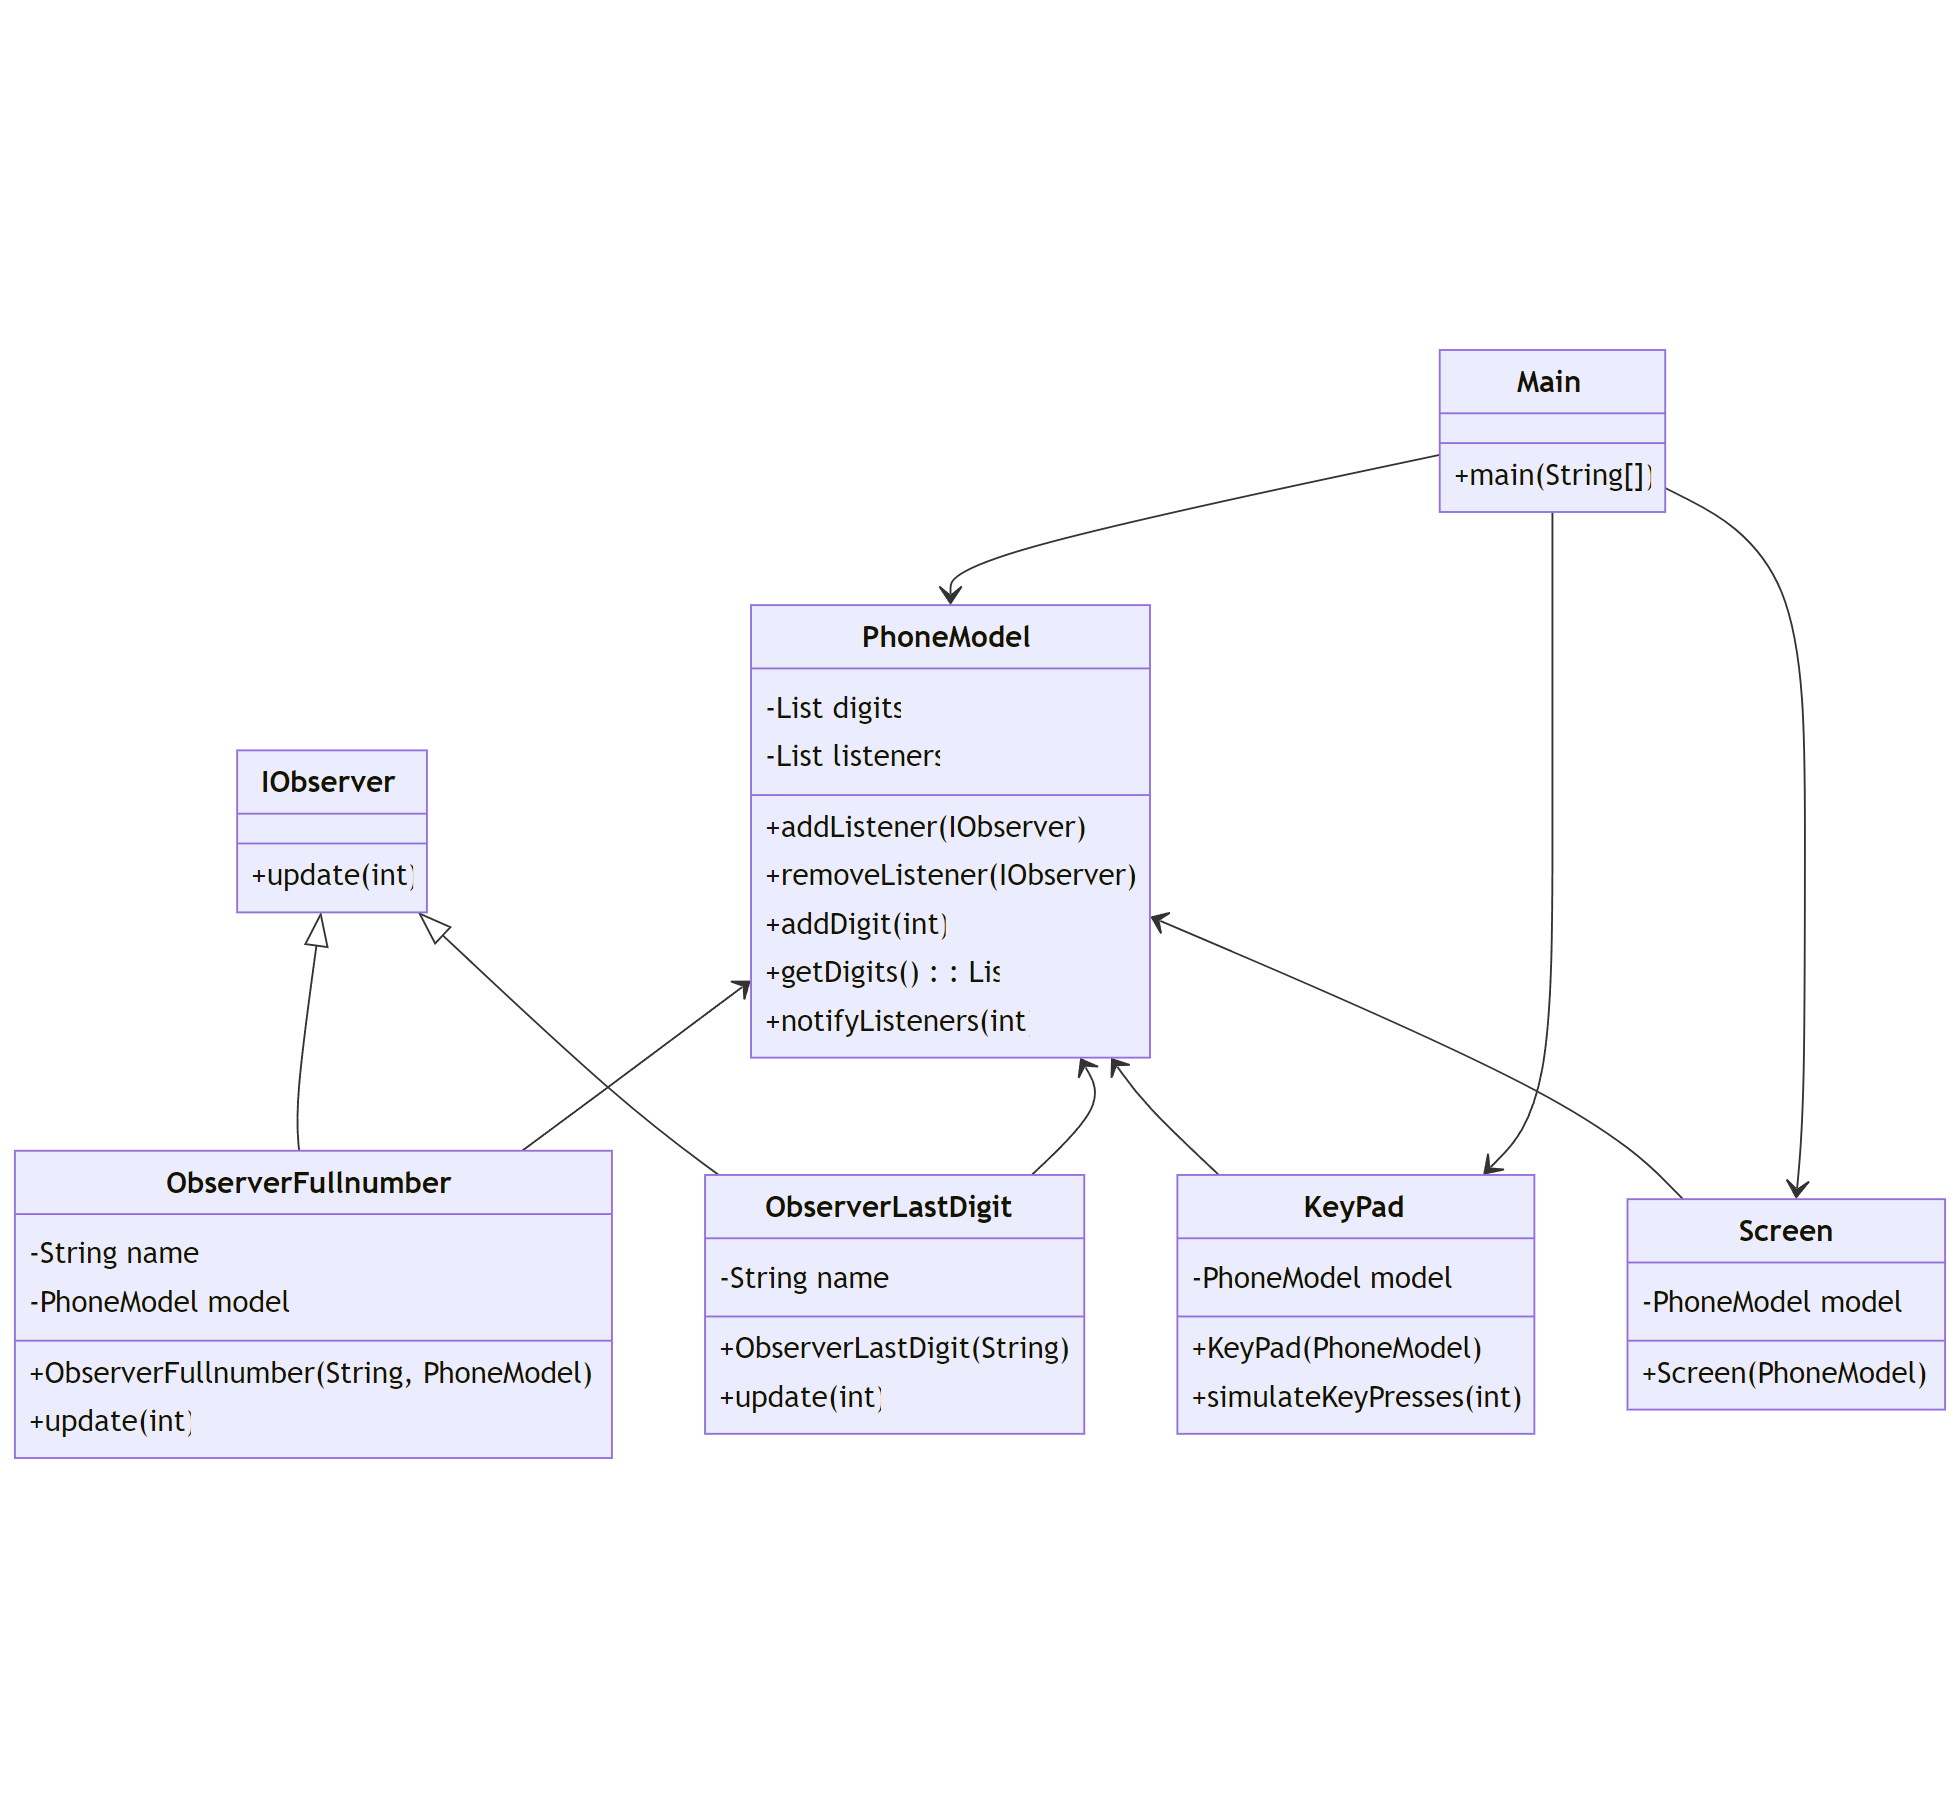 Main
+main(String[])
PhoneModel
-List digits
-List listeners
+addListener(IObserver)
+removeListener(IObserver)
+addDigit(int)
+getDigits() : : Lis
+notifyListeners(int)
IObserver
+update(int)
ObserverFullnumber
-String name
-PhoneModel model
+ObserverFullnumber(String, PhoneModel)
+update(int)
ObserverLastDigit
-String name
+ObserverLastDigit(String)
+update(int)
KeyPad
-PhoneModel model
+KeyPad(PhoneModel)
+simulateKeyPresses(int)
Screen
-PhoneModel model
+Screen(PhoneModel)